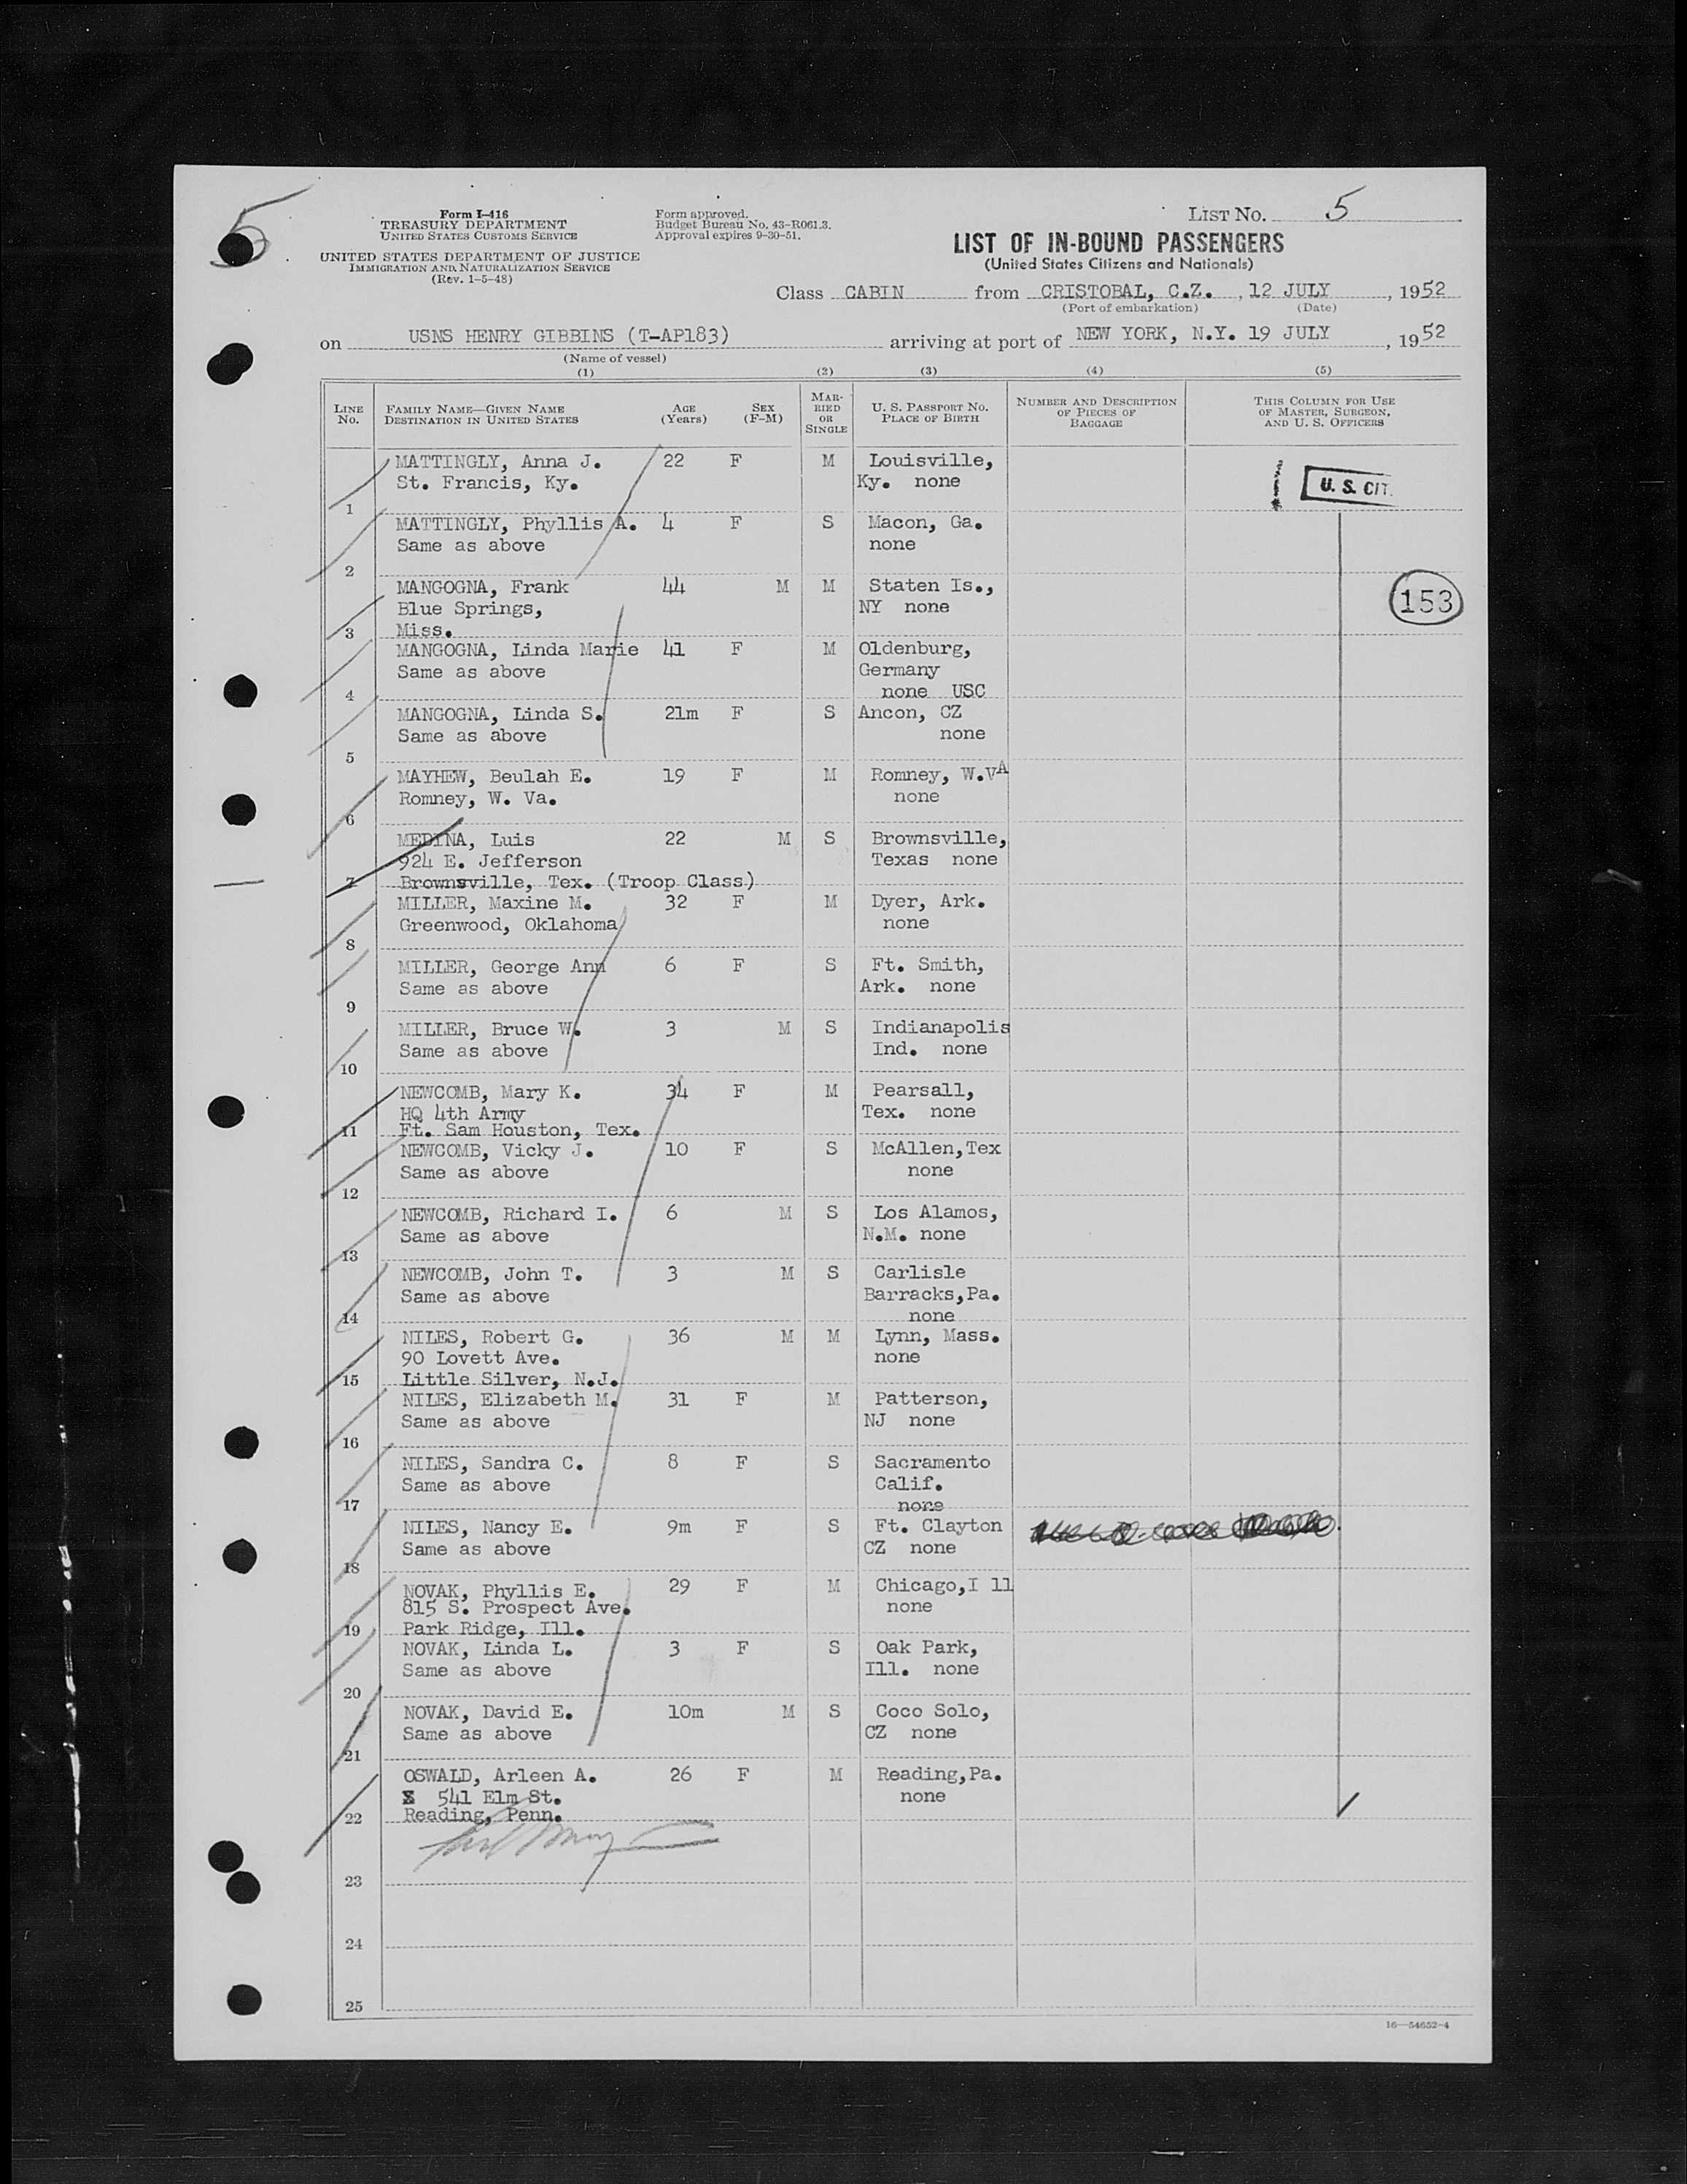 5
Form I-416
TREASURY DEPARTMENT
UNITED STATES CUSTOMS SERVICE
UNITED STATES DEPARTMENT OF JUSTICE
IMMIGRATION AND NATURALIZATION SERVICE
(Rev. 1-5-48)
Form approved.
Budget Bureau No. 43-R061.3.
Approval expires 9-30-51.
LIST NO. 5
LIST OF IN-BOUND PASSENGERS
(United States Citizens and Nationals)
Class CABIN from CRISTOBAL, C.Z., 12 JULY, 1952
(Port of embarkation) (Date)
on USNS HENRY GIBBINS (T-AP183) arriving at port of NEW YORK, N.Y. 19 JULY, 1952
(Name of vessel)
(1) (2) (3) (4) (5)
LINE No. FAMILY NAME—GIVEN NAME DESTINATION IN UNITED STATES AGE (Years) SEX (F-M) MARRIED OR SINGLE U. S. PASSPORT NO. PLACE OF BIRTH NUMBER AND DESCRIPTION OF PIECES OF BAGGAGE THIS COLUMN FOR USE OF MASTER, SURGEON, AND U. S. OFFICERS
MATTINGLY, Anna J. 22 F M Louisville,
St. Francis, Ky. Ky. none U. S. CIT.
1
MATTINGLY, Phyllis A. 4 F S Macon, Ga.
Same as above none
2
MANGOGNA, Frank 44 M M Staten Is.,
Blue Springs, NY none 153
3 Miss.
MANGOGNA, Linda Marie 41 F M Oldenburg,
Same as above Germany
4 none USC
MANGOGNA, Linda S. 21m F S Ancon, CZ
Same as above none
5
MAYHEW, Beulah E. 19 F M Romney, W.VA
Romney, W. Va. none
6
MEDINA, Luis 22 M S Brownsville,
924 E. Jefferson Texas none
7 Brownsville, Tex. (Troop Class)
MILLER, Maxine M. 32 F M Dyer, Ark.
Greenwood, Oklahoma none
8
MILLER, George Ann 6 F S Ft. Smith,
Same as above Ark. none
9
MILLER, Bruce W. 3 M S Indianapolis
Same as above Ind. none
10
NEWCOMB, Mary K. 34 F M Pearsall,
HQ 4th Army Tex. none
11 Ft. Sam Houston, Tex.
NEWCOMB, Vicky J. 10 F S McAllen,Tex
Same as above none
12
NEWCOMB, Richard I. 6 M S Los Alamos,
Same as above N.M. none
13
NEWCOMB, John T. 3 M S Carlisle
Same as above Barracks,Pa.
14 none
NILES, Robert G. 36 M M Lynn, Mass.
90 Lovett Ave. none
15 Little Silver, N.J.
NILES, Elizabeth M. 31 F M Patterson,
Same as above NJ none
16
NILES, Sandra C. 8 F S Sacramento
Same as above Calif.
17 none
NILES, Nancy E. 9m F S Ft. Clayton
Same as above CZ none
18
NOVAK, Phyllis E. 29 F M Chicago,I ll
815 S. Prospect Ave. none
19 Park Ridge, Ill.
NOVAK, Linda L. 3 F S Oak Park,
Same as above Ill. none
20
NOVAK, David E. 10m M S Coco Solo,
Same as above CZ none
21
OSWALD, Arleen A. 26 F M Reading,Pa.
541 Elm St. none
22 Reading, Penn.
23
24
25
16—54652-4